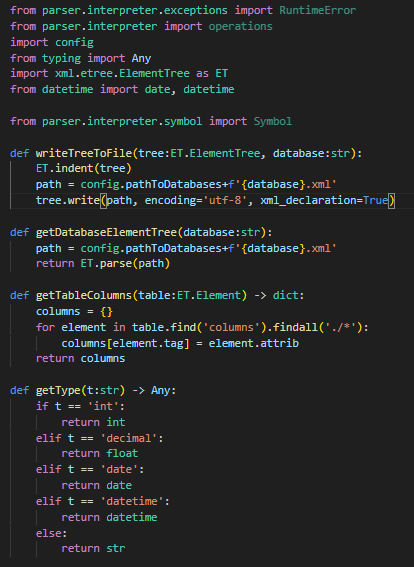 from parser.interpreter.exceptions import RuntimeError
from parser.interpreter import operations
import config
from typing import Any
import xml.etree.ElementTree as ET
from datetime import date, datetime

from parser.interpreter.symbol import Symbol

def writeTreeToFile(tree:ET.ElementTree, database:str):
    ET.indent(tree)
    path = config.pathToDatabases+f'{database}.xml'
    tree.write(path, encoding='utf-8', xml_declaration=True)

def getDatabaseElementTree(database:str):
    path = config.pathToDatabases+f'{database}.xml'
    return ET.parse(path)

def getTableColumns(table:ET.Element) -> dict:
    columns = {}
    for element in table.find('columns').findall('./*'):
        columns[element.tag] = element.attrib
    return columns

def getType(t:str) -> Any:
    if t == 'int':
        return int
    elif t == 'decimal':
        return float
    elif t == 'date':
        return date
    elif t == 'datetime':
        return datetime
    else:
        return str